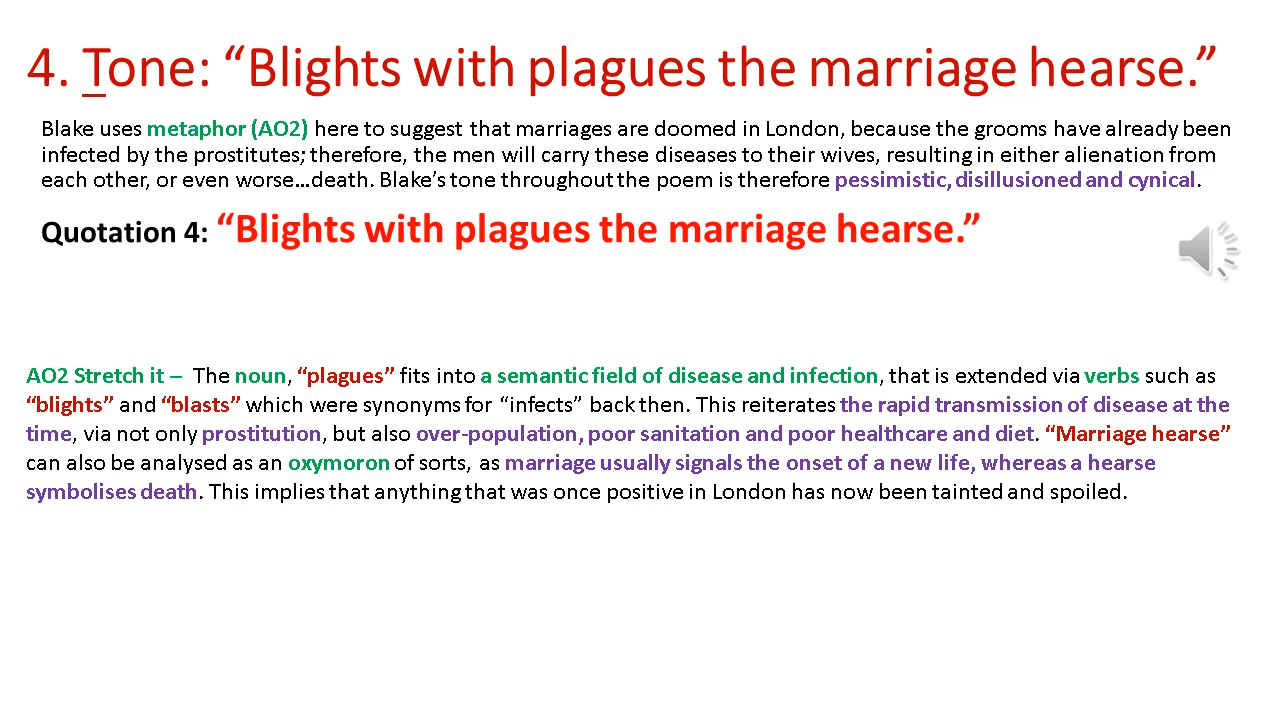 4. Tone: “Blights with plagues the marriage hearse.”
Blake uses metaphor (AO2) here to suggest that marriages are doomed in London, because the grooms have already been
infected by the prostitutes; therefore, the men will carry these diseases to their wives, resulting in either alienation from
each other, or even worse…death. Blake’s tone throughout the poem is therefore pessimistic, disillusioned and cynical.
Quotation 4: “Blights with plagues the marriage hearse.”
AO2 Stretch it – The noun, “plagues” fits into a semantic field of disease and infection, that is extended via verbs such as
“blights” and “blasts” which were synonyms for “infects” back then. This reiterates the rapid transmission of disease at the
time, via not only prostitution, but also over-population, poor sanitation and poor healthcare and diet. “Marriage hearse”
can also be analysed as an oxymoron of sorts, as marriage usually signals the onset of a new life, whereas a hearse
symbolises death. This implies that anything that was once positive in London has now been tainted and spoiled.